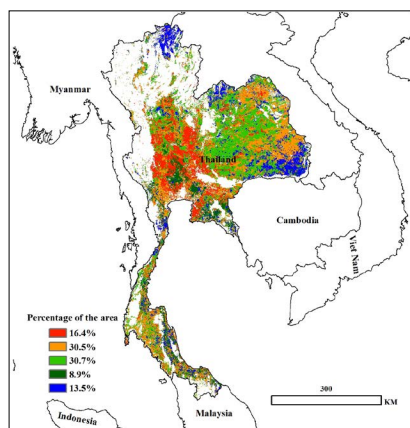 Myanmar
Thailand
Cambodia
Viet Nam
Percentage of the area
16.4%
30.5%
30.7%
8.9%
13.5%
300
KM
Malaysia
Indonesia